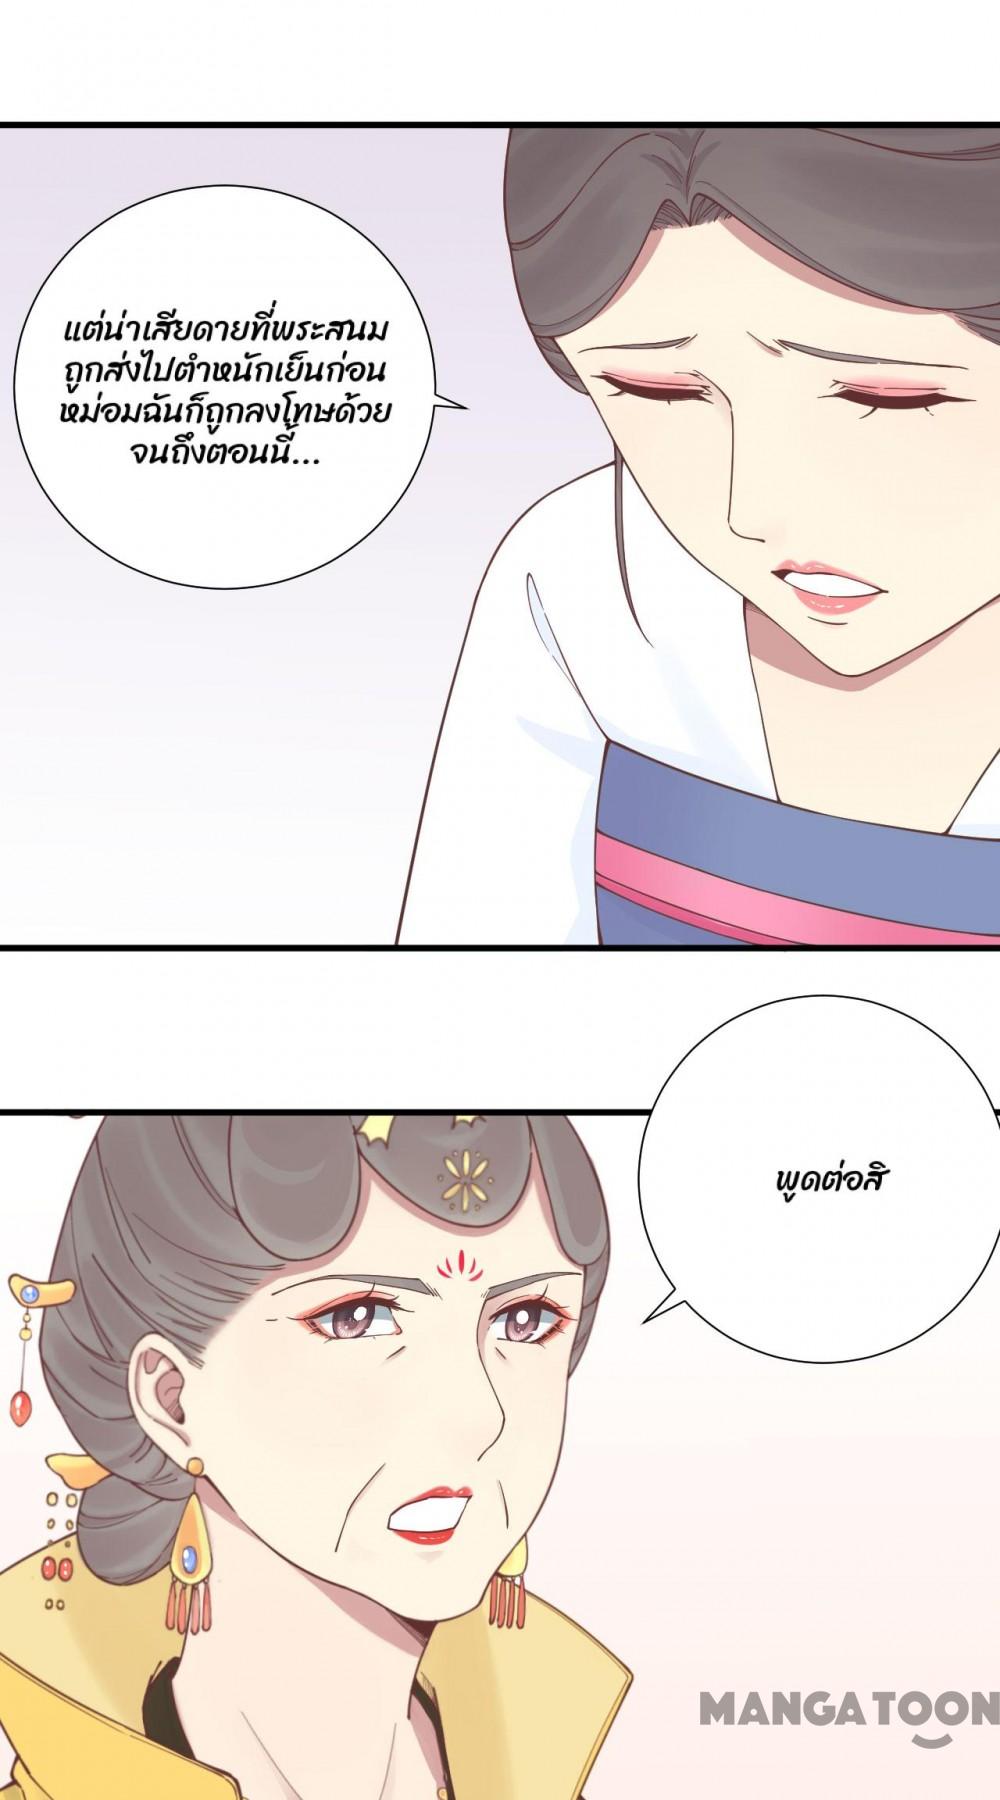 แต่น่าเสียดายที่พระสนม
ถูกส่งไปตำหนักเย็นก่อน
หม่อมฉันก็ถูกลงโทษด้วย
จนถึงตอนนี้...
พูดต่อสิ
MANGATOON